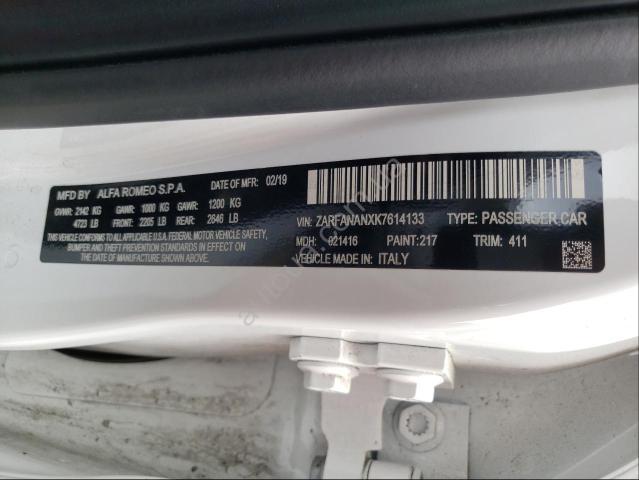 MFD BY ALFA ROMEO S.P.A. DATE OF MFR: 02/19
GVWR: 2142 KG GAWR: 1000 KG GAWR: 1200 KG
4723 LB FRONT: 2205 LB REAR: 2646 LB
THIS VEHICLE CONFORMS TO ALL APPLICABLE U.S.A. FEDERAL MOTOR VEHICLE SAFETY,
BUMPER AND THEFT PREVENTION STANDARDS IN EFFECT ON
THE DATE OF MANUFACTURE SHOWN ABOVE.
VIN: ZARFANANXK7614133 TYPE: PASSENGER CAR
MDH: 021416 PAINT: 217 TRIM: 411
VEHICLE MADE IN: ITALY